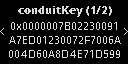 conduitKey (1/2)
0x0000007B02230091
< A7ED01230072F7006A >
004D60A8D4E71D599